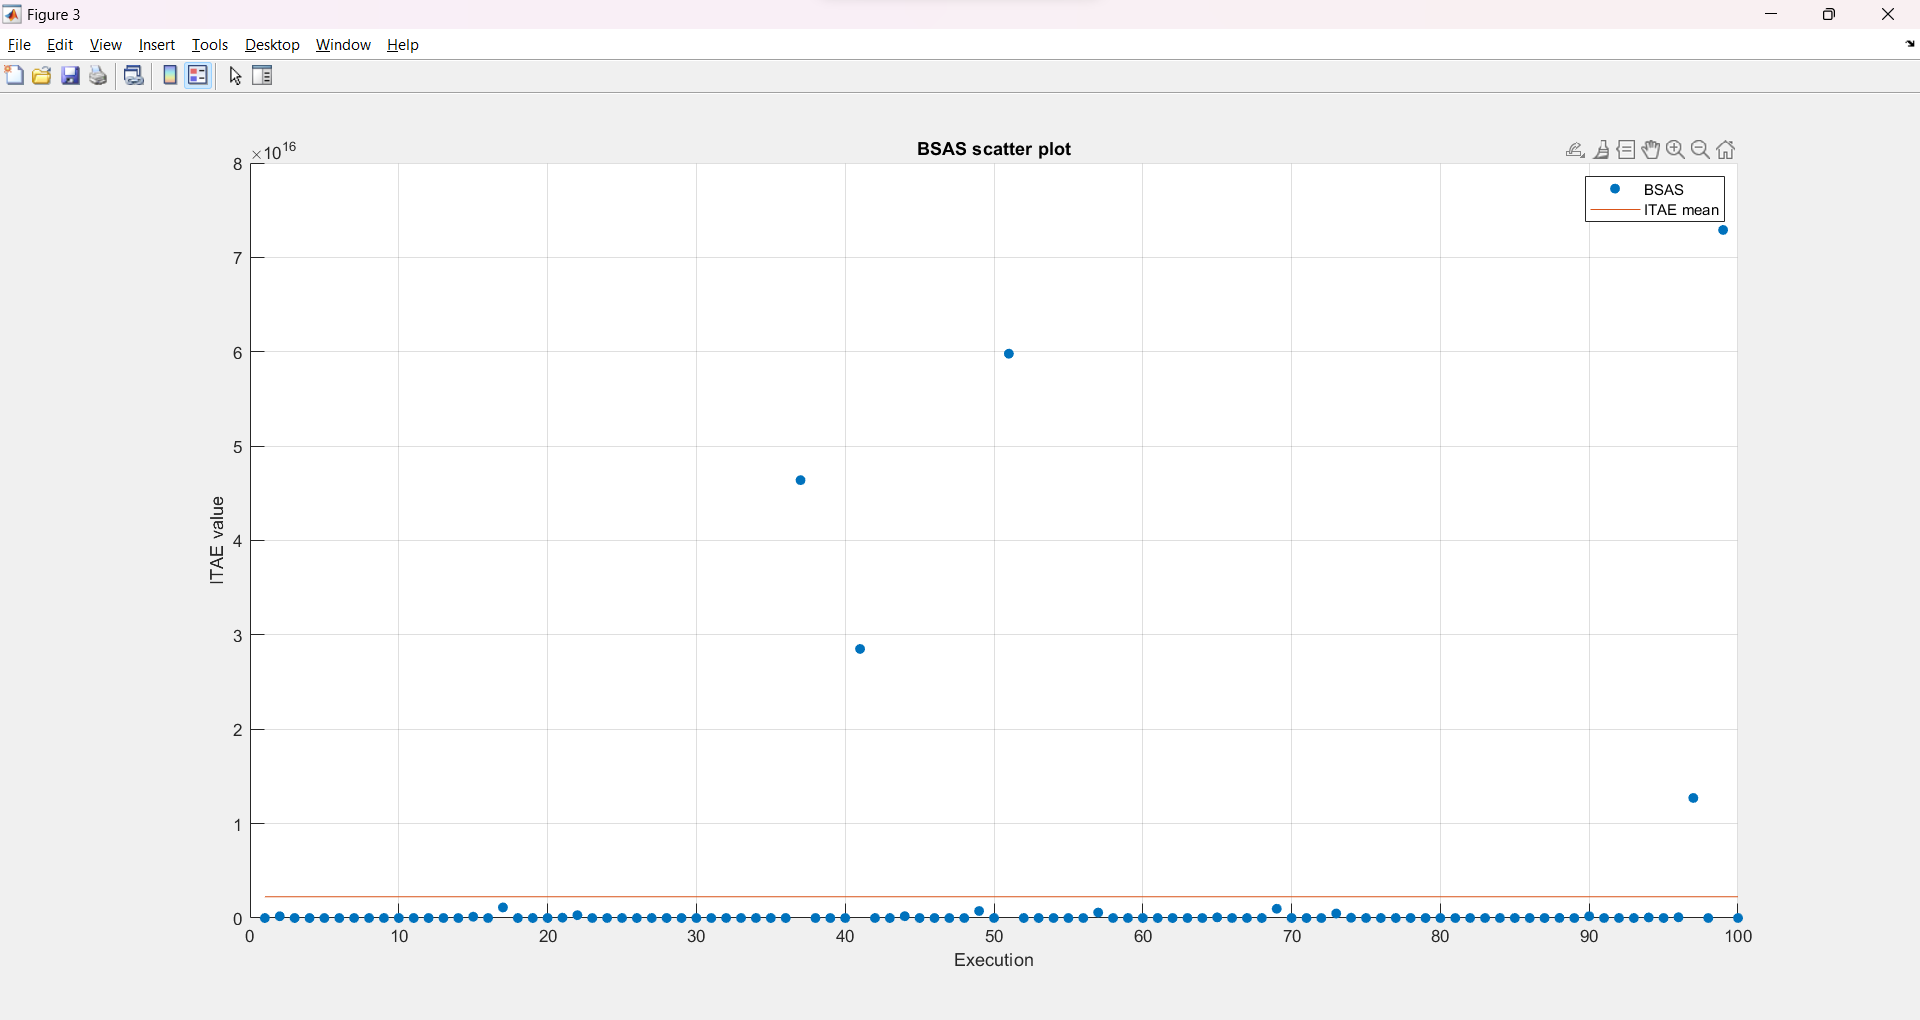 Figure 3
File Edit View Insert Tools Desktop Window Help
BSAS scatter plot
×10^16
8
7
6
5
4
3
2
1
0
ITAE value
BSAS
ITAE mean
0 10 20 30 40 50 60 70 80 90 100
Execution